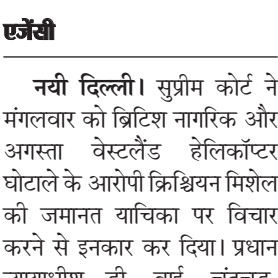 एजेंसी
नयी दिल्ली। सुप्रीम कोर्ट ने
मंगलवार को ब्रिटिश नागरिक और
अगस्ता वेस्टलैंड हेलिकॉप्टर
घोटाले के आरोपी क्रिश्चियन मिशेल
की जमानत याचिका पर विचार
करने से इनकार कर दिया। प्रधान